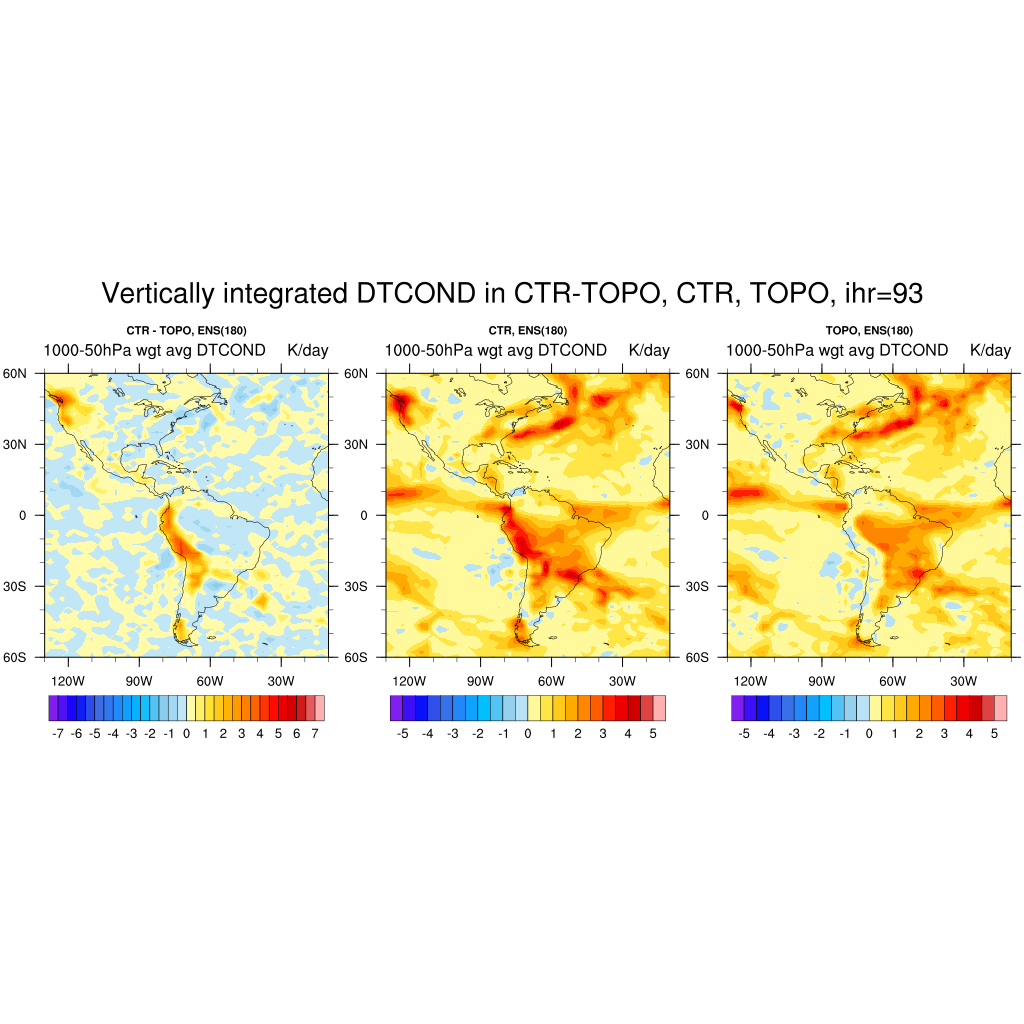 Vertically integrated DTCOND in CTR-TOPO, CTR, TOPO, ihr=93
CTR - TOPO, ENS(180)
1000-50hPa wgt avg DTCOND K/day
60N
30N
0
30S
60S
120W 90W 60W 30W
-7 -6 -5 -4 -3 -2 -1 0 1 2 3 4 5 6 7
CTR, ENS(180)
1000-50hPa wgt avg DTCOND K/day
60N
30N
0
30S
60S
120W 90W 60W 30W
-5 -4 -3 -2 -1 0 1 2 3 4 5
TOPO, ENS(180)
1000-50hPa wgt avg DTCOND K/day
60N
30N
0
30S
60S
120W 90W 60W 30W
-5 -4 -3 -2 -1 0 1 2 3 4 5